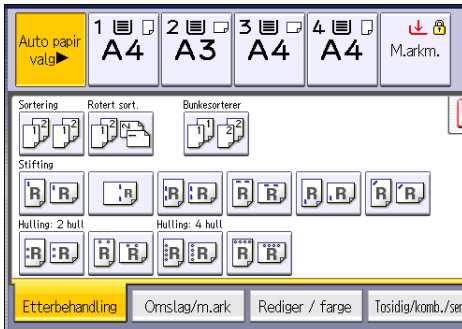 Auto papir valg▶
1 A4
2 A3
3 A4
4 A4
M.arkm.
Sortering
Rotert sort.
Bunkesorterer
Stifting
Hulling: 2 hull
Hulling: 4 hull
Etterbehandling
Omslag/m.ark
Rediger / farge
Tosidig/komb./ser